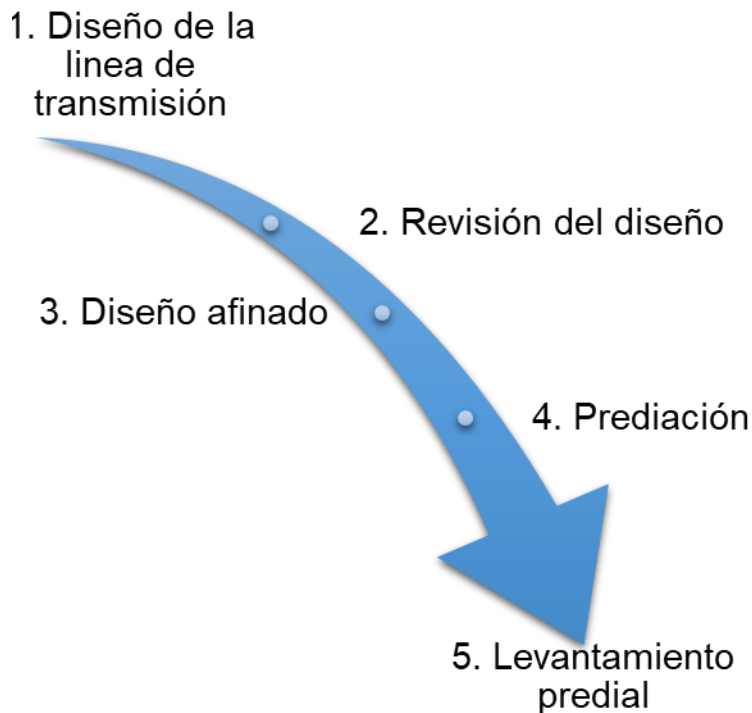 1. Diseño de la
linea de
transmisión
2. Revisión del diseño
3. Diseño afinado
4. Prediación
5. Levantamiento
predial